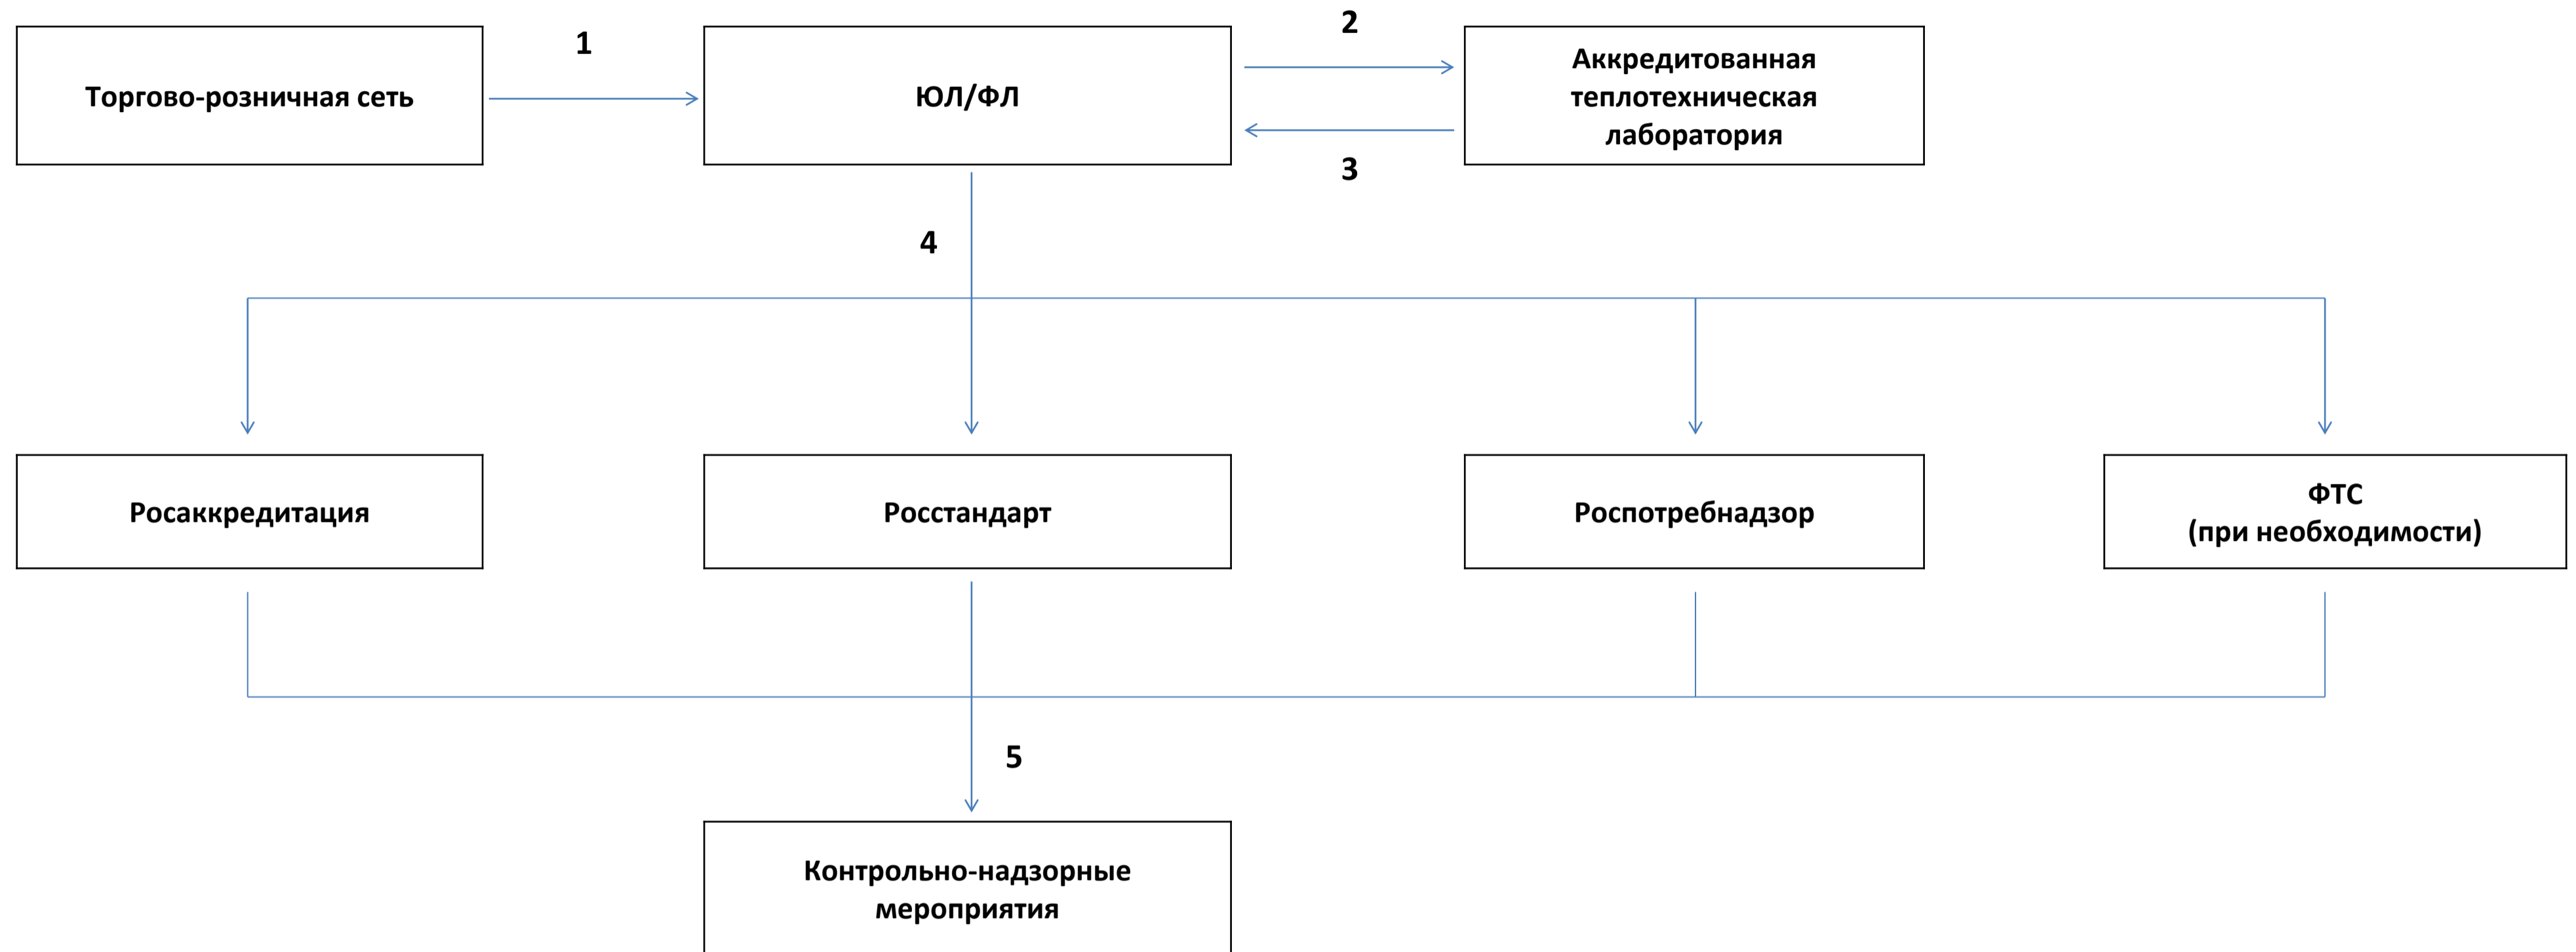 1
2
Торгово-розничная сеть
ЮЛ/ФЛ
Аккредитованная
теплотехническая
лаборатория
3
4
Росаккредитация
Росстандарт
Роспотребнадзор
ФТС
(при необходимости)
5
Контрольно-надзорные
мероприятия